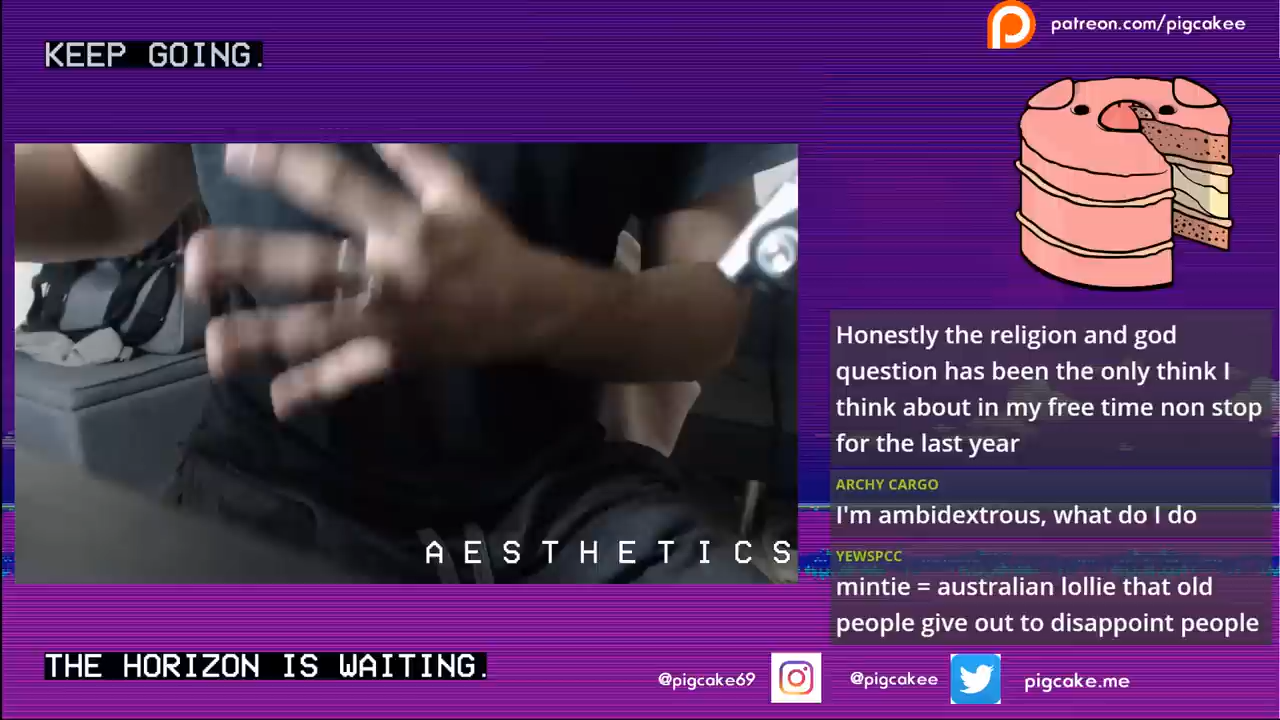 KEEP GOING.
patreon.com/pigcakee
Honestly the religion and god
question has been the only think I
think about in my free time non stop
for the last year
ARCHY CARGO
I'm ambidextrous, what do I do
YEWSPCC
mintie = australian lollie that old
people give out to disappoint people
AESTHETICS
THE HORIZON IS WAITING.
@pigcake69
@pigcakee
pigcake.me